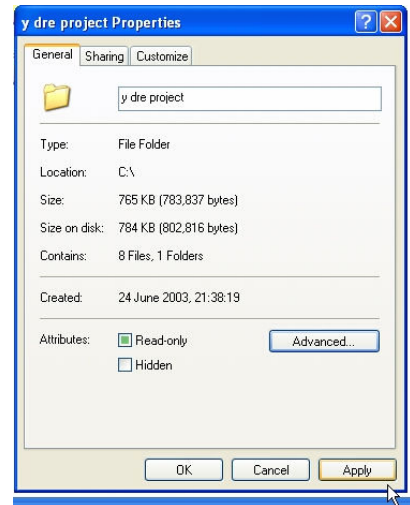 y dre project Properties
General Sharing Customize
y dre project
Type: File Folder
Location: C:\
Size: 765 KB (783,837 bytes)
Size on disk: 784 KB (802,816 bytes)
Contains: 8 Files, 1 Folders
Created: 24 June 2003, 21:38:19
Attributes: Read-only Advanced...
Hidden
OK Cancel Apply